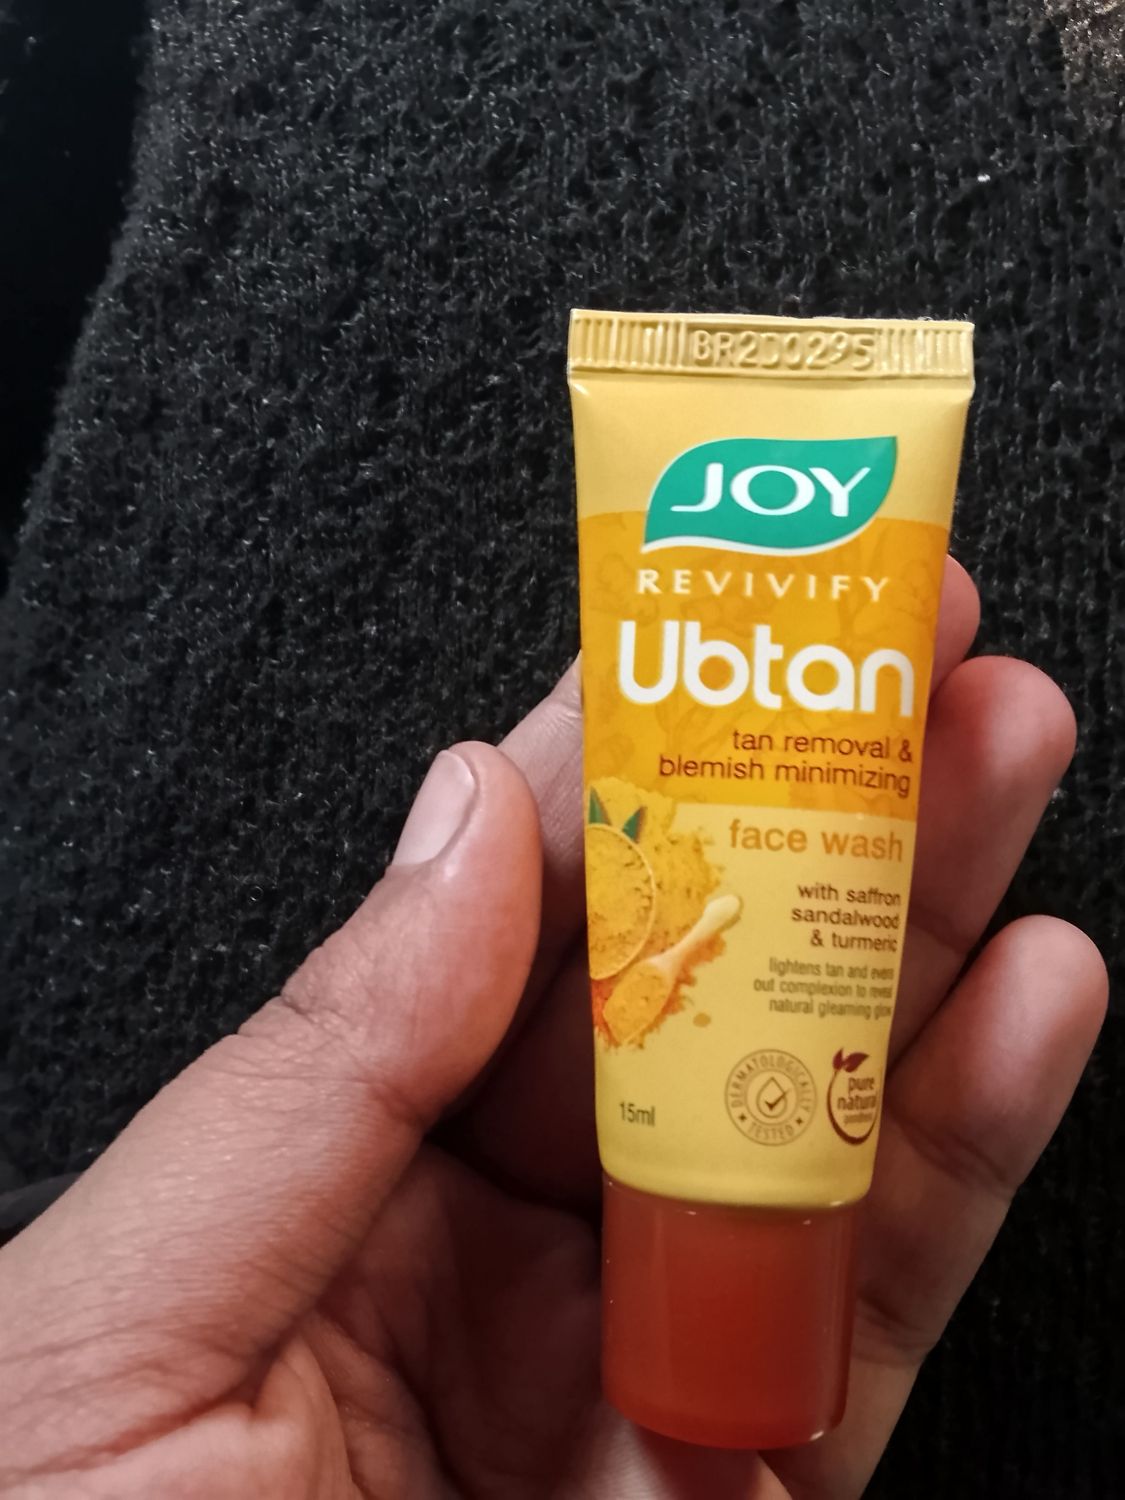 JOY
REVIVIFY
Ubtan
tan removal &
blemish minimizing
face wash
with saffron
sandalwood
& turmeric
lightens tan and evens
out complexion to reveal
natural gleaming glow
15ml
DERMATOLOGICALLY
TESTED
pure
natural